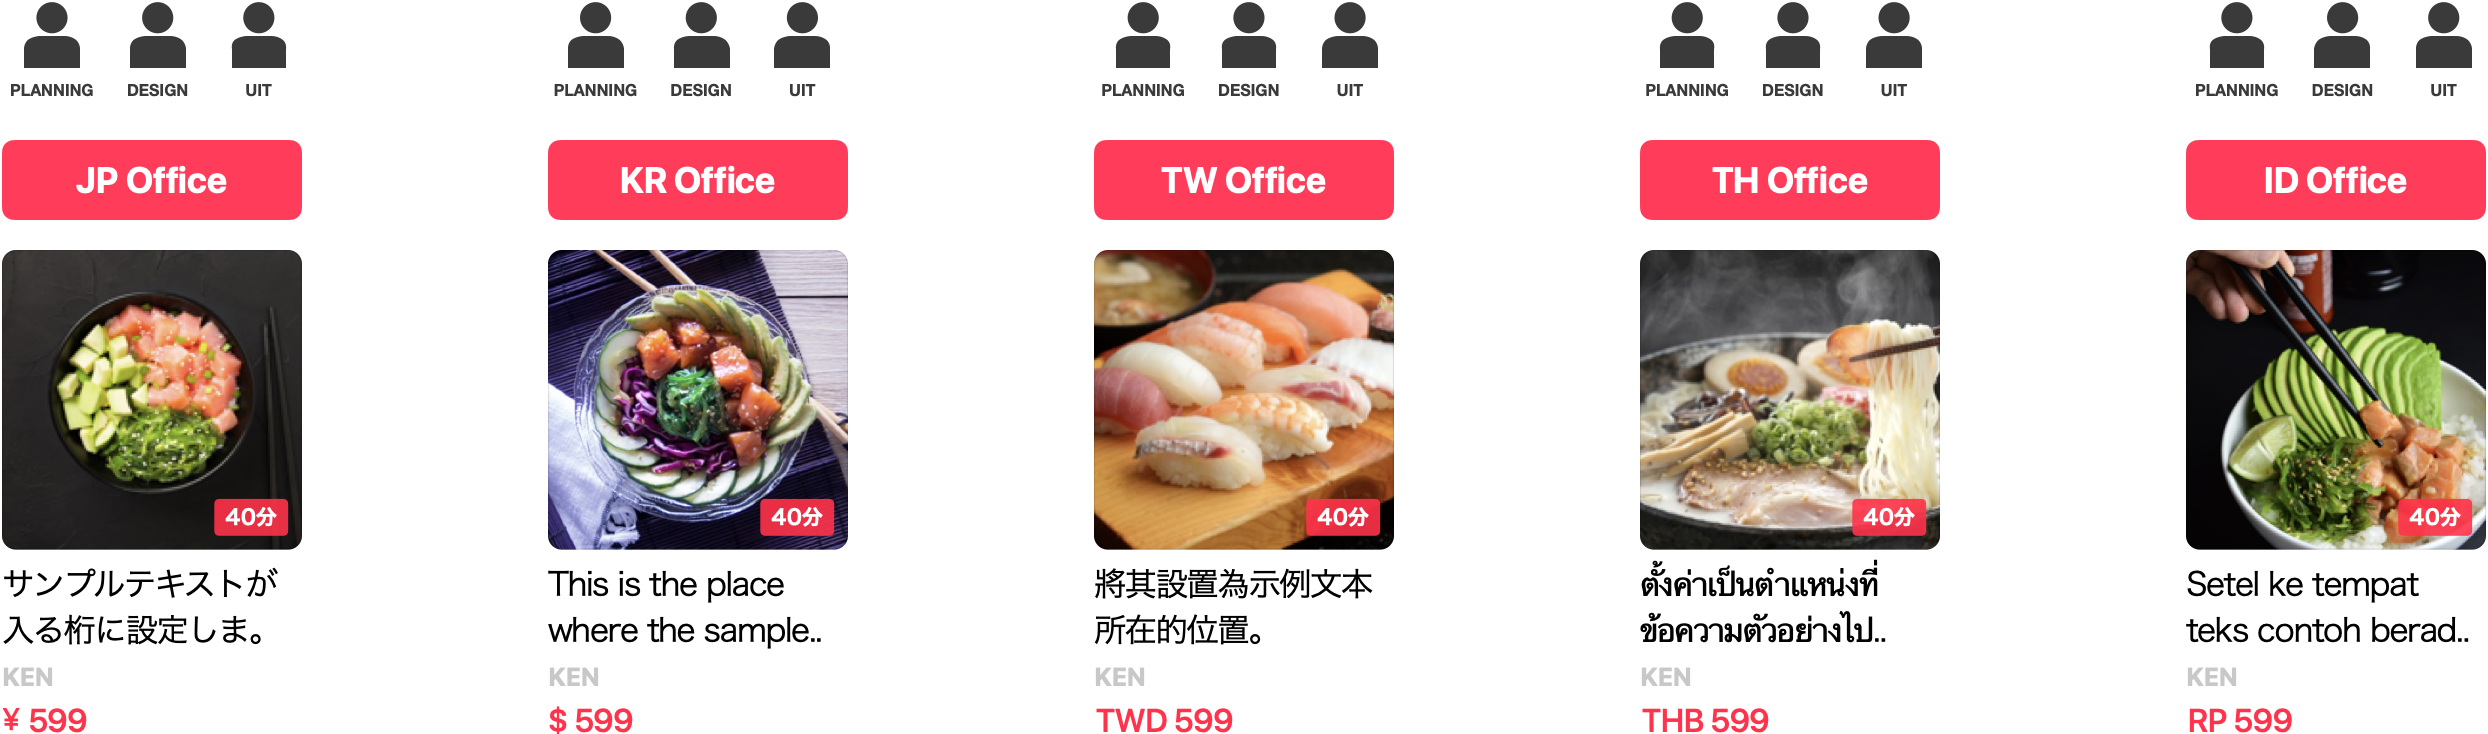 PLANNING DESIGN UIT
JP Office
40分
サンプルテキストが
入る桁に設定しま。
KEN
¥ 599
PLANNING DESIGN UIT
KR Office
40分
This is the place
where the sample..
KEN
$ 599
PLANNING DESIGN UIT
TW Office
40分
將其設置為示例文本
所在的位置。
KEN
TWD 599
PLANNING DESIGN UIT
TH Office
40分
ตั้งค่าเป็นตำแหน่งที่
ข้อความตัวอย่างไป..
KEN
THB 599
PLANNING DESIGN UIT
ID Office
40分
Setel ke tempat
teks contoh berad..
KEN
RP 599